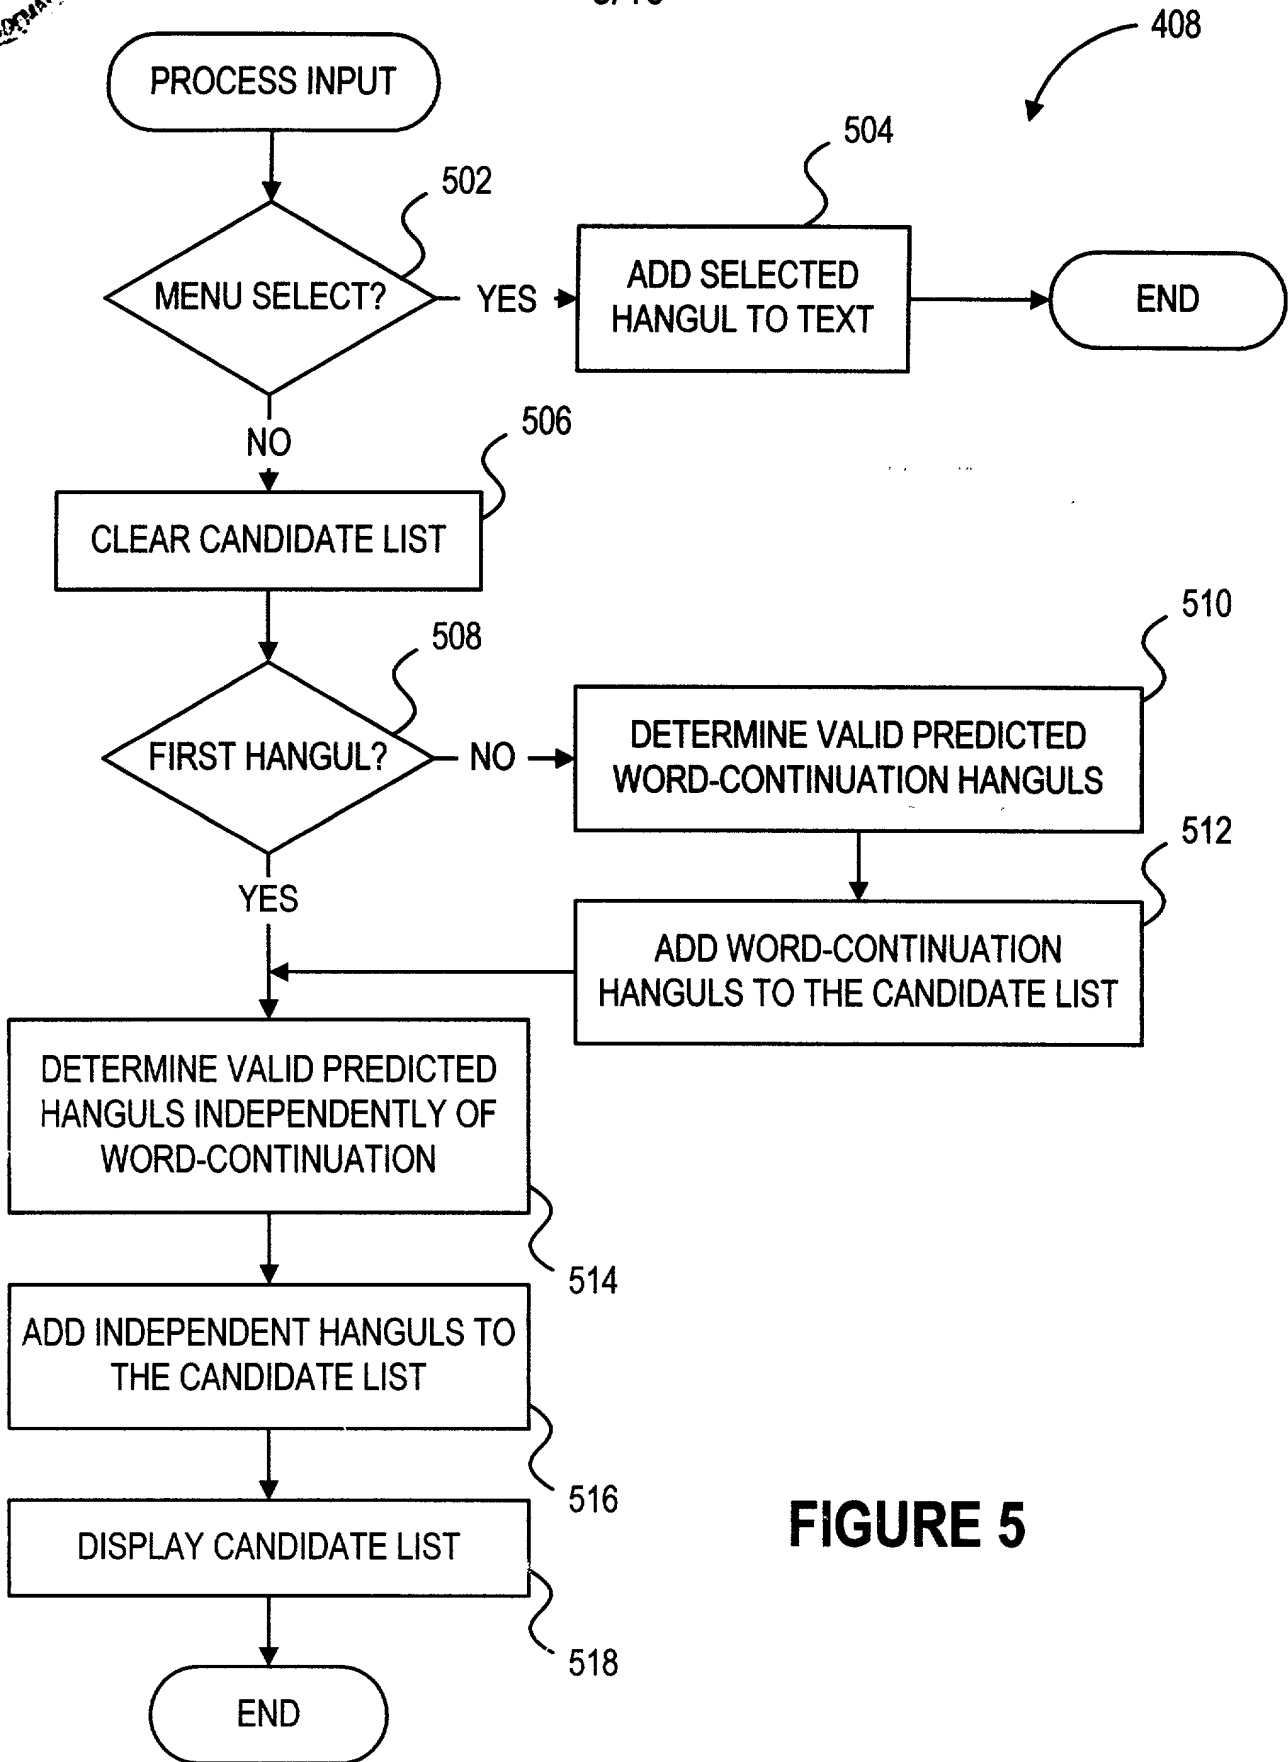 408
PROCESS INPUT
504
502
MENU SELECT?
YES
ADD SELECTED
HANGUL TO TEXT
END
NO
506
CLEAR CANDIDATE LIST
510
508
FIRST HANGUL?
NO
DETERMINE VALID PREDICTED
WORD-CONTINUATION HANGULS
512
YES
ADD WORD-CONTINUATION
HANGULS TO THE CANDIDATE LIST
DETERMINE VALID PREDICTED
HANGULS INDEPENDENTLY OF
WORD-CONTINUATION
514
ADD INDEPENDENT HANGULS TO
THE CANDIDATE LIST
516
DISPLAY CANDIDATE LIST
518
END
FIGURE 5